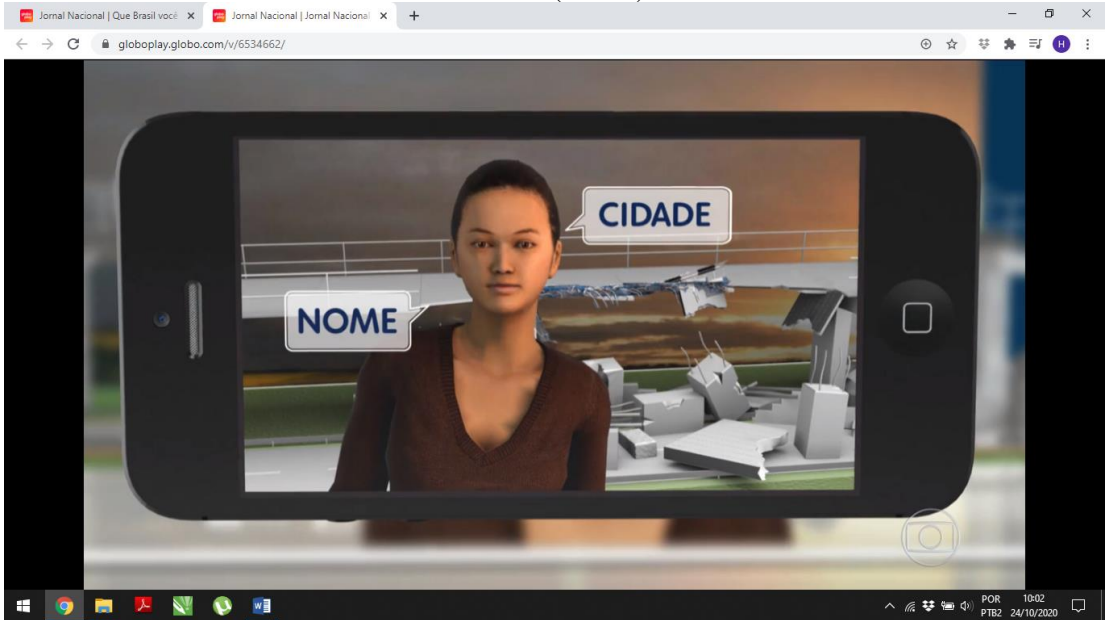 Jornal Nacional | Que Brasil você
Jornal Nacional | Jornal Nacional
globoplay.globo.com/v/6534662/
H
CIDADE
NOME
POR
PTB2
10:02
24/10/2020